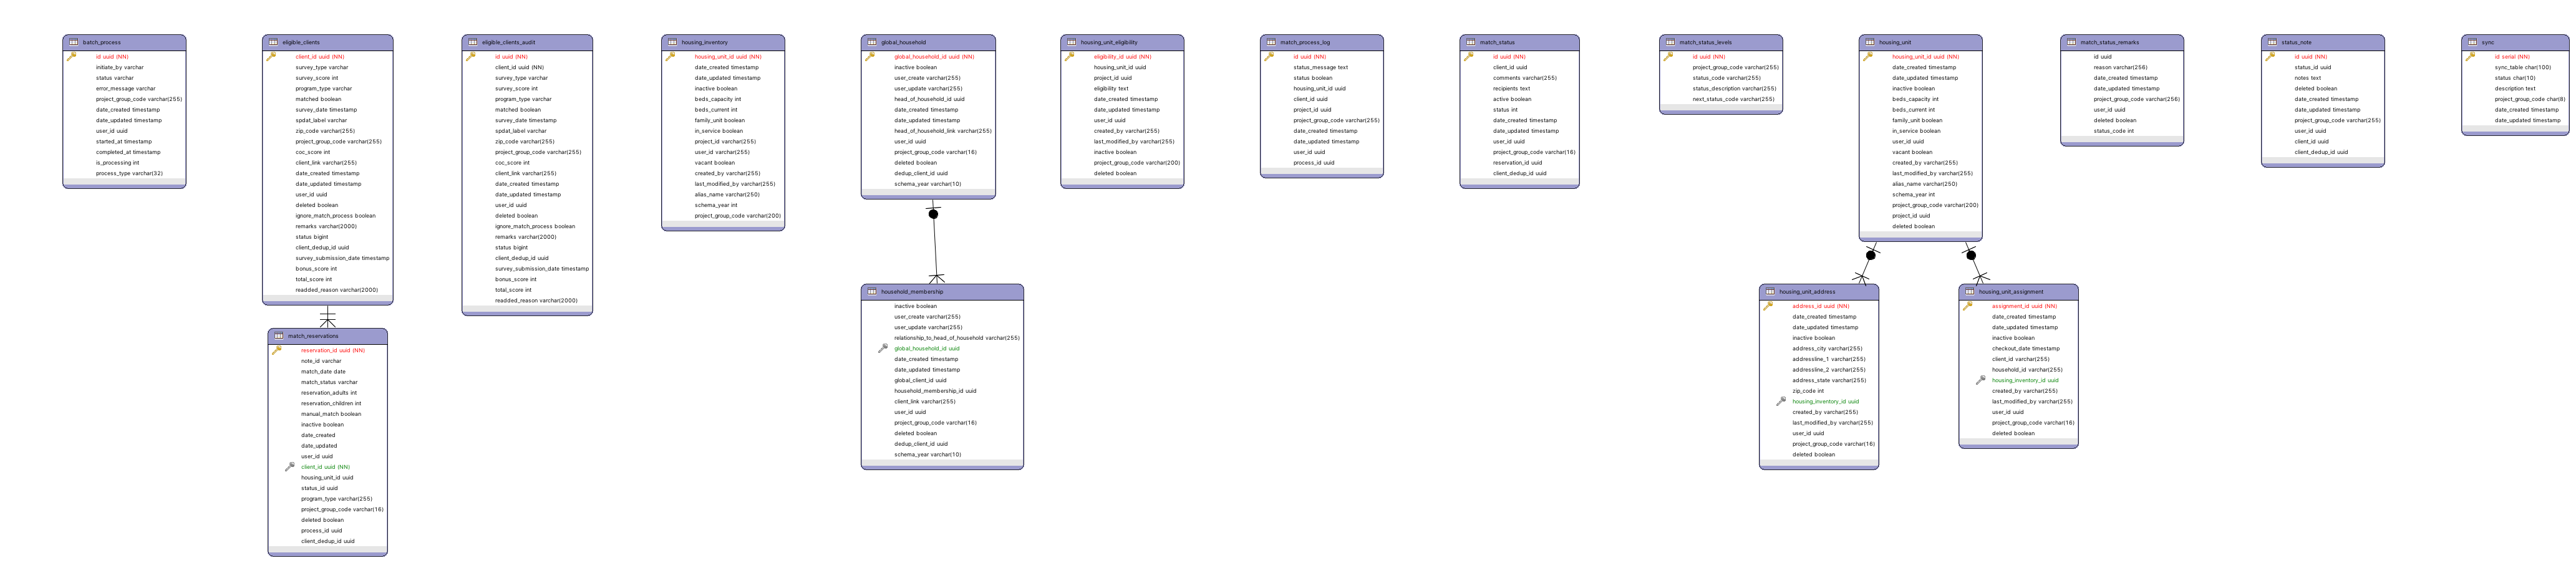 batch_process
id uuid (NN)
initiate_by varchar
status varchar
error_message varchar
project_group_code varchar(255)
date_created timestamp
date_updated timestamp
user_id uuid
started_at timestamp
completed_at timestamp
is_processing int
process_type varchar(32)
eligible_clients
client_id uuid (NN)
survey_type varchar
survey_score int
program_type varchar
matched boolean
survey_date timestamp
spdat_label varchar
zip_code varchar(255)
project_group_code varchar(255)
coc_score int
client_link varchar(255)
date_created timestamp
date_updated timestamp
user_id uuid
deleted boolean
ignore_match_process boolean
remarks varchar(2000)
status bigint
client_dedup_id uuid
survey_submission_date timestamp
bonus_score int
total_score int
readded_reason varchar(2000)
eligible_clients_audit
id uuid (NN)
client_id uuid (NN)
survey_type varchar
survey_score int
program_type varchar
matched boolean
survey_date timestamp
spdat_label varchar
zip_code varchar(255)
project_group_code varchar(255)
coc_score int
client_link varchar(255)
date_created timestamp
date_updated timestamp
user_id uuid
deleted boolean
ignore_match_process boolean
remarks varchar(2000)
status bigint
client_dedup_id uuid
survey_submission_date timestamp
bonus_score int
total_score int
readded_reason varchar(2000)
housing_inventory
housing_unit_id uuid (NN)
date_created timestamp
date_updated timestamp
inactive boolean
beds_capacity int
beds_current int
family_unit boolean
in_service boolean
project_id varchar(255)
user_id varchar(255)
vacant boolean
created_by varchar(255)
last_modified_by varchar(255)
alias_name varchar(250)
schema_year int
project_group_code varchar(200)
global_household
global_household_id uuid (NN)
inactive boolean
user_create varchar(255)
user_update varchar(255)
head_of_household_id uuid
date_created timestamp
date_updated timestamp
head_of_household_link varchar(255)
user_id uuid
project_group_code varchar(16)
deleted boolean
dedup_client_id uuid
schema_year varchar(10)
housing_unit_eligibility
eligibility_id uuid (NN)
housing_unit_id uuid
project_id uuid
eligibility text
date_created timestamp
date_updated timestamp
user_id uuid
created_by varchar(255)
last_modified_by varchar(255)
inactive boolean
project_group_code varchar(200)
deleted boolean
match_process_log
id uuid (NN)
status_message text
status boolean
housing_unit_id uuid
client_id uuid
project_id uuid
project_group_code varchar(255)
date_created timestamp
date_updated timestamp
user_id uuid
process_id uuid
match_status
id uuid (NN)
client_id uuid
comments varchar(255)
recipients text
active boolean
status int
date_created timestamp
date_updated timestamp
user_id uuid
project_group_code varchar(16)
reservation_id uuid
client_dedup_id uuid
match_status_levels
id uuid (NN)
project_group_code varchar(255)
status_code varchar(255)
status_description varchar(255)
next_status_code varchar(255)
housing_unit
housing_unit_id uuid (NN)
date_created timestamp
date_updated timestamp
inactive boolean
beds_capacity int
beds_current int
family_unit boolean
in_service boolean
user_id uuid
vacant boolean
created_by varchar(255)
last_modified_by varchar(255)
alias_name varchar(250)
schema_year int
project_group_code varchar(200)
project_id uuid
deleted boolean
match_status_remarks
id uuid
reason varchar(256)
date_created timestamp
date_updated timestamp
project_group_code varchar(256)
user_id uuid
deleted boolean
status_code int
status_note
id uuid (NN)
status_id uuid
notes text
deleted boolean
date_created timestamp
date_updated timestamp
project_group_code varchar(255)
user_id uuid
client_id uuid
client_dedup_id uuid
sync
id serial (NN)
sync_table char(100)
status char(10)
description text
project_group_code char(8)
date_created timestamp
date_updated timestamp
match_reservations
reservation_id uuid (NN)
note_id varchar
match_date date
match_status varchar
reservation_adults int
reservation_children int
manual_match boolean
inactive boolean
date_created
date_updated
user_id uuid
client_id uuid (NN)
housing_unit_id uuid
status_id uuid
program_type varchar(255)
project_group_code varchar(16)
deleted boolean
process_id uuid
client_dedup_id uuid
household_membership
inactive boolean
user_create varchar(255)
user_update varchar(255)
relationship_to_head_of_household varchar(255)
global_household_id uuid
date_created timestamp
date_updated timestamp
global_client_id uuid
household_membership_id uuid
client_link varchar(255)
user_id uuid
project_group_code varchar(16)
deleted boolean
dedup_client_id uuid
schema_year varchar(10)
housing_unit_address
address_id uuid (NN)
date_created timestamp
date_updated timestamp
inactive boolean
address_city varchar(255)
addressline_1 varchar(255)
addressline_2 varchar(255)
address_state varchar(255)
zip_code int
housing_inventory_id uuid
created_by varchar(255)
last_modified_by varchar(255)
user_id uuid
project_group_code varchar(16)
deleted boolean
housing_unit_assignment
assignment_id uuid (NN)
date_created timestamp
date_updated timestamp
inactive boolean
checkout_date timestamp
client_id varchar(255)
household_id varchar(255)
housing_inventory_id uuid
created_by varchar(255)
last_modified_by varchar(255)
user_id uuid
project_group_code varchar(16)
deleted boolean